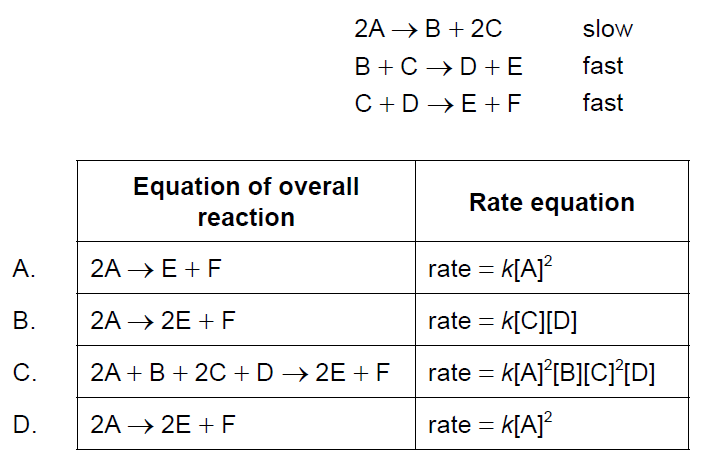 2A → B + 2C slow
B + C → D + E fast
C + D → E + F fast
Equation of overall reaction Rate equation
A. 2A → E + F rate = k[A]²
B. 2A → 2E + F rate = k[C][D]
C. 2A + B + 2C + D → 2E + F rate = k[A]²[B][C]²[D]
D. 2A → 2E + F rate = k[A]²